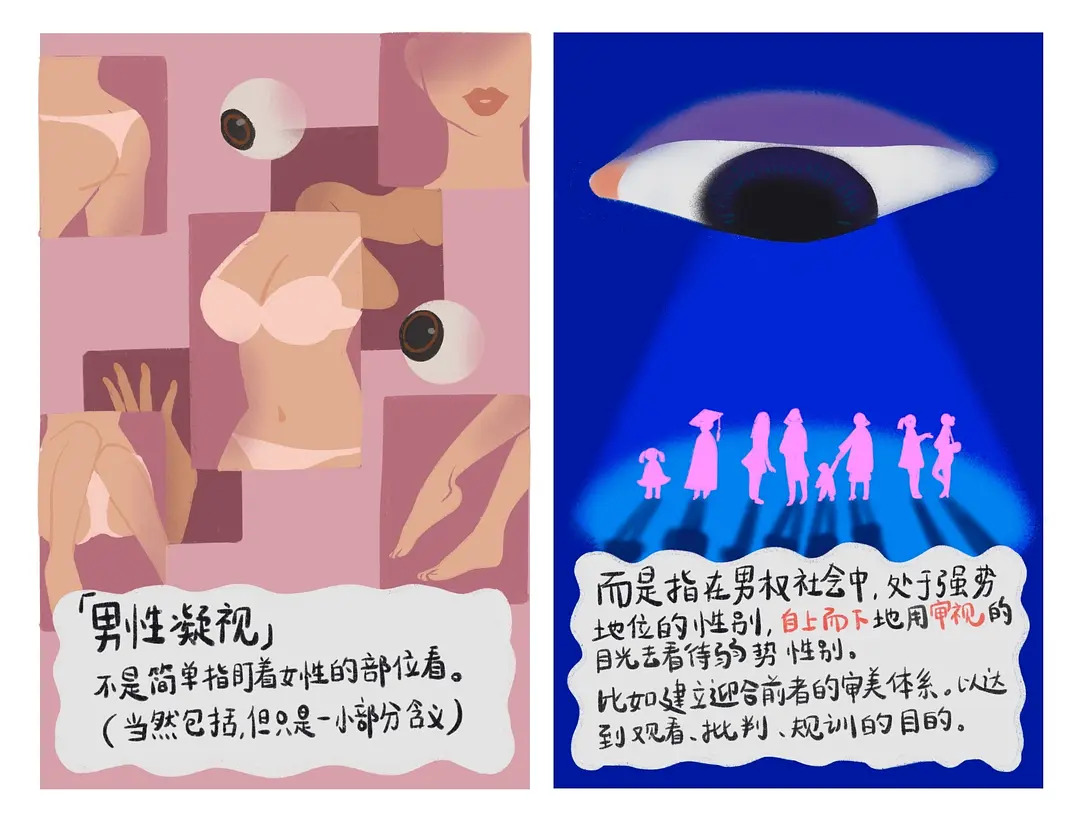 「男性凝视」
不是简单指盯着女性的部位看。
(当然包括,但只是一小部分含义)
而是指在男权社会中,处于强势
地位的性别,自上而下地用审视的
目光去看待弱势性别。
比如建立迎合前者的审美体系。以达
到观看、批判、规训的目的。